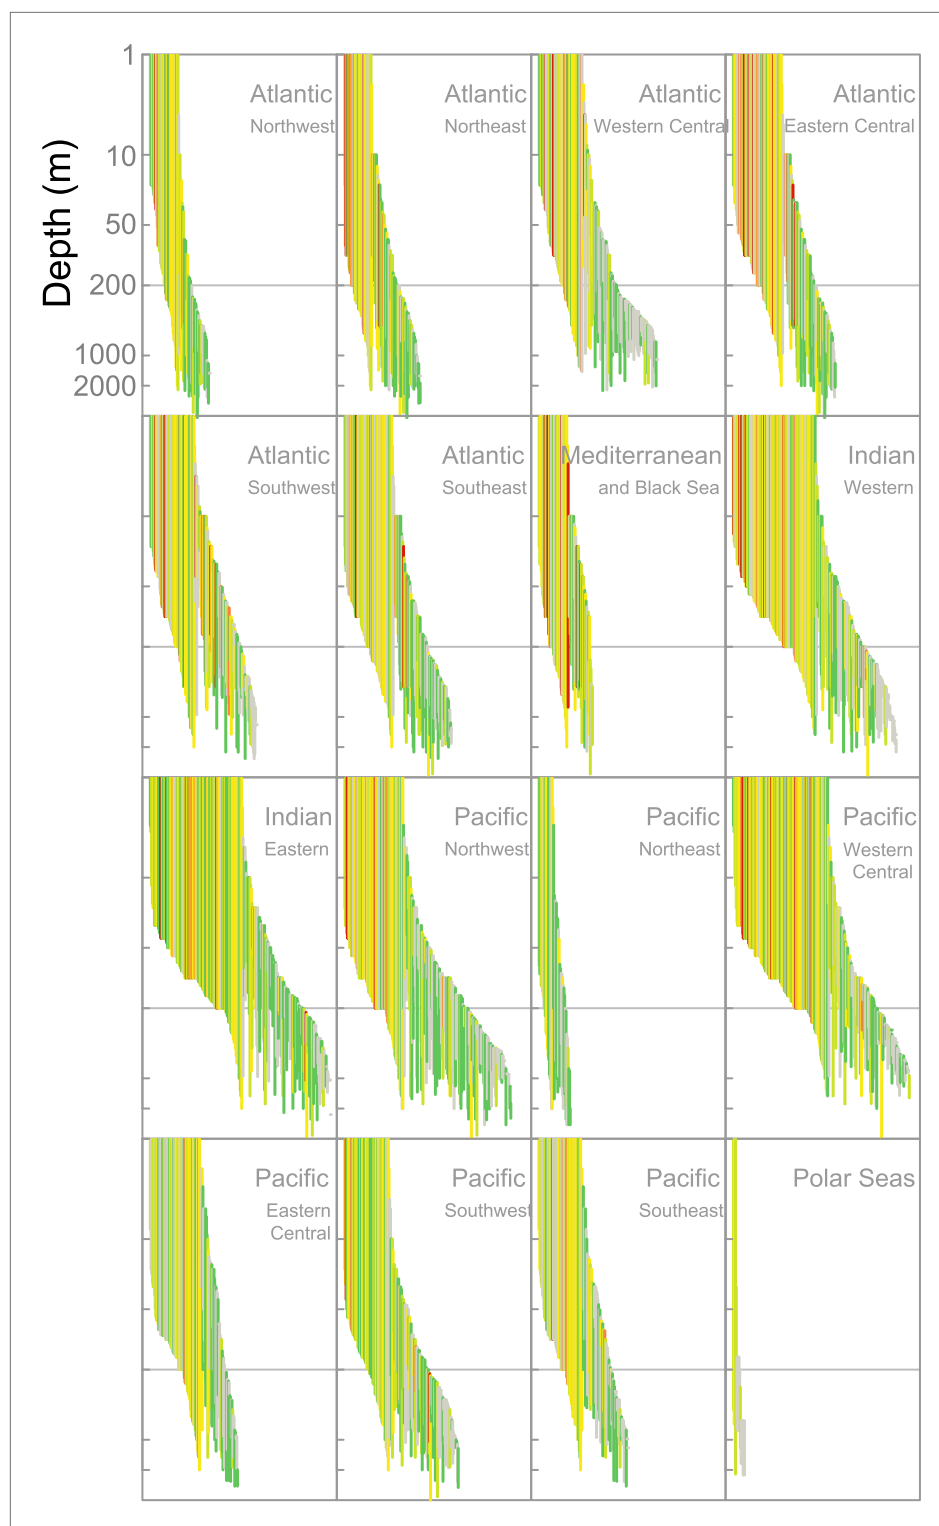 Depth (m)
1
10
50
200
1000
2000
Atlantic
Northwest
Atlantic
Northeast
Atlantic
Western Central
Atlantic
Eastern Central
Atlantic
Southwest
Atlantic
Southeast
Mediterranean
and Black Sea
Indian
Western
Indian
Eastern
Pacific
Northwest
Pacific
Northeast
Pacific
Western
Central
Pacific
Eastern
Central
Pacific
Southwest
Pacific
Southeast
Polar Seas